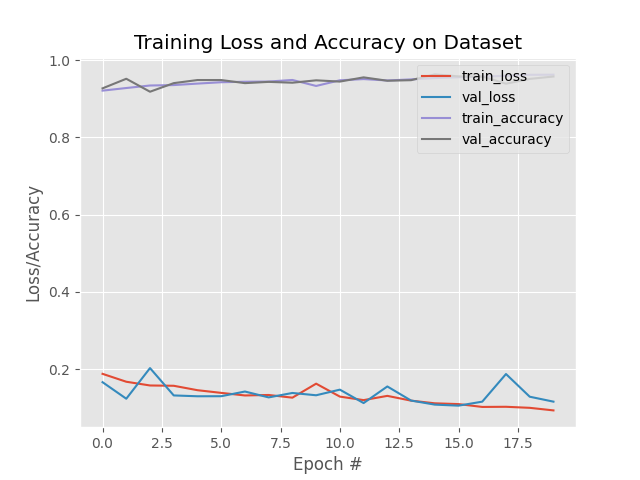 Training Loss and Accuracy on Dataset
1.0
0.8
0.6
0.4
0.2
Loss/Accuracy
train_loss
val_loss
train_accuracy
val_accuracy
0.0 2.5 5.0 7.5 10.0 12.5 15.0 17.5
Epoch #